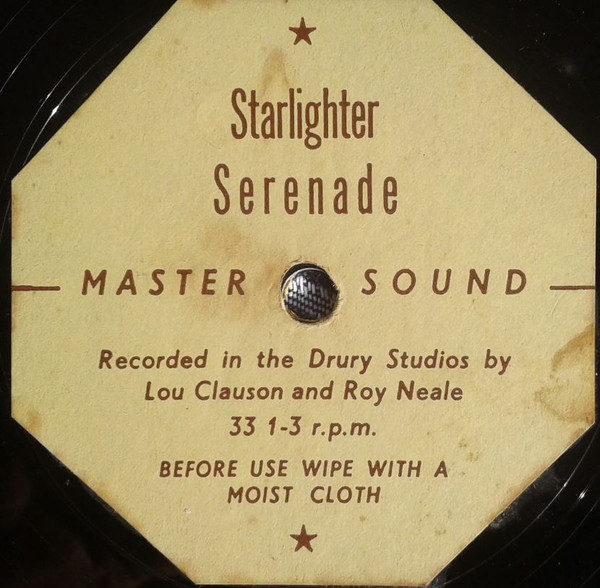 Starlighter
Serenade
MASTER SOUND
Recorded in the Drury Studios by
Lou Clauson and Roy Neale
33 1-3 r.p.m.
BEFORE USE WIPE WITH A
MOIST CLOTH